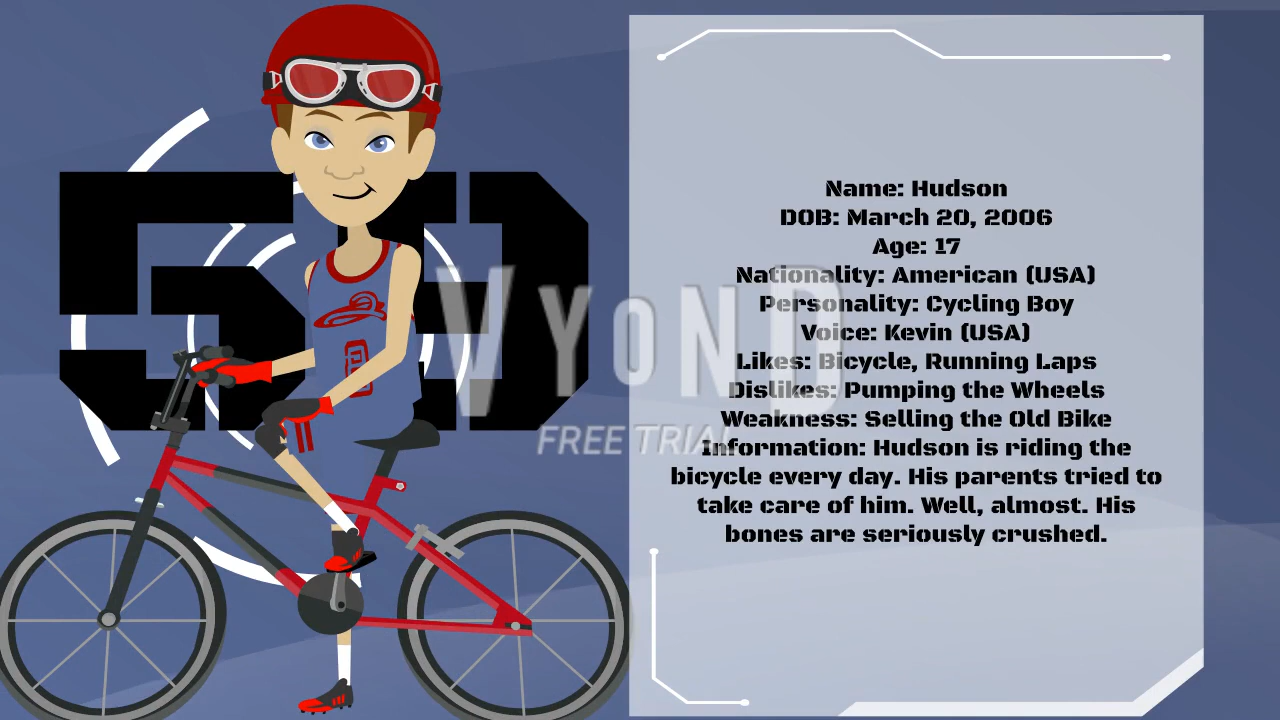 50
Name: Hudson
DOB: March 20, 2006
Age: 17
Nationality: American (USA)
Personality: Cycling Boy
Voice: Kevin (USA)
Likes: Bicycle, Running Laps
Dislikes: Pumping the Wheels
Weakness: Selling the Old Bike
Information: Hudson is riding the
bicycle every day. His parents tried to
take care of him. Well, almost. His
bones are seriously crushed.
VYOND
FREE TRIAL